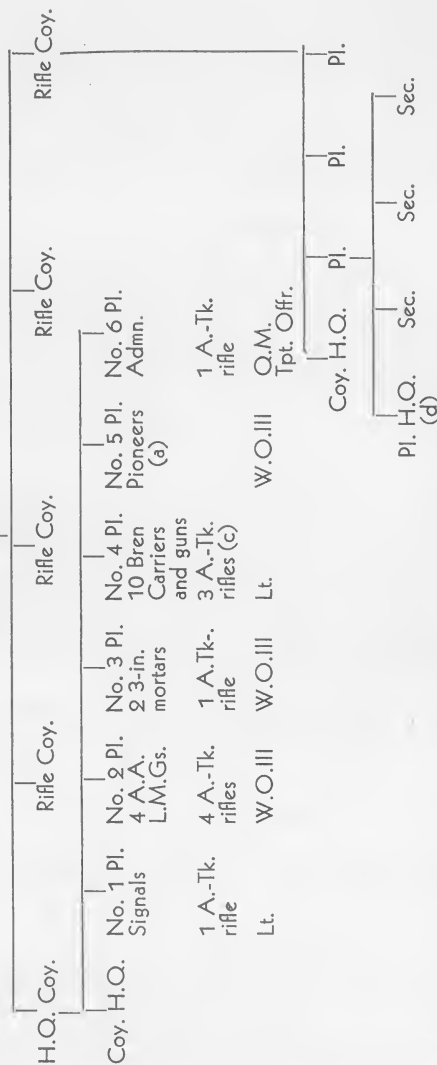 H.Q. Coy.
Rifle Coy.
Rifle Coy.
Rifle Coy.
Rifle Coy.
Coy. H.Q.
No. 1 Pl.
Signals
1 A.-Tk.
rifle
Lt.
No. 2 Pl.
4 A.A.
L.M.Gs.
4 A.-Tk.
rifles
W.O.III
No. 3 Pl.
2 3-in.
mortars
1 A.Tk-.
rifle
W.O.III
No. 4 Pl.
10 Bren
Carriers
and guns
3 A.-Tk.
rifles (c)
Lt.
No. 5 Pl.
Pioneers
(a)
W.O.III
No. 6 Pl.
Admn.
1 A.-Tk.
rifle
Q.M.
Tpt. Offr.
Coy. H.Q.
Pl.
Pl.
Pl.
Pl. H.Q.
(d)
Sec.
Sec.
Sec.